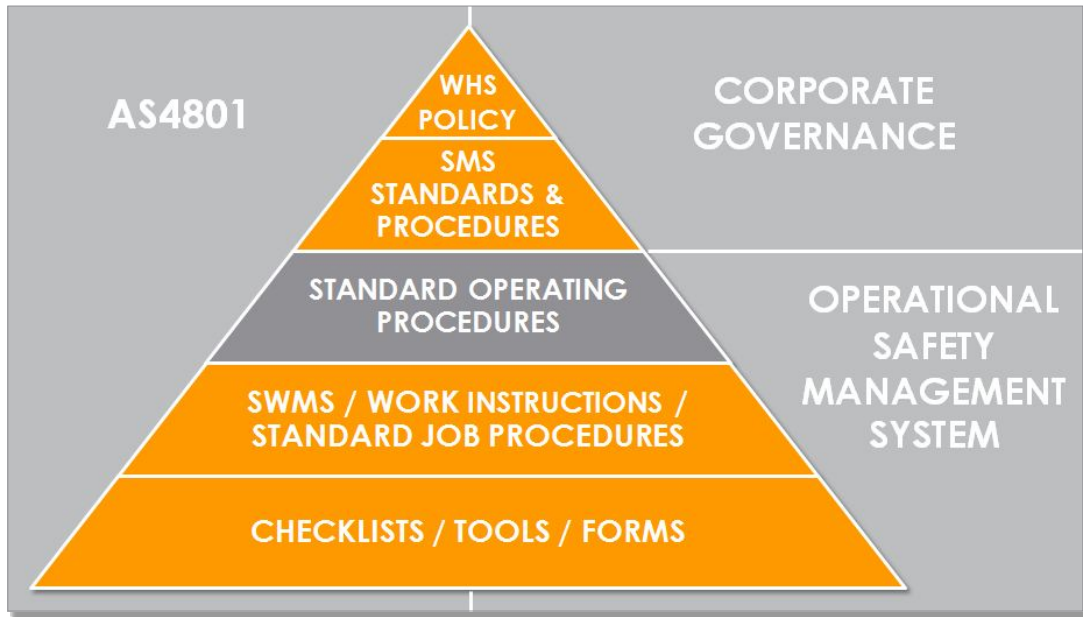 AS4801
WHS
POLICY
SMS
STANDARDS &
PROCEDURES
STANDARD OPERATING
PROCEDURES
SWMS / WORK INSTRUCTIONS /
STANDARD JOB PROCEDURES
CHECKLISTS / TOOLS / FORMS
CORPORATE
GOVERNANCE
OPERATIONAL
SAFETY
MANAGEMENT
SYSTEM